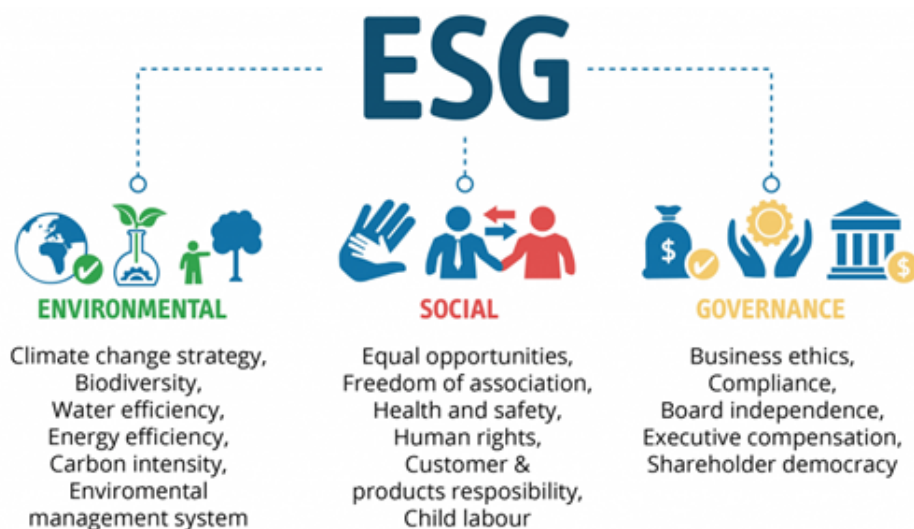 ESG
ENVIRONMENTAL
Climate change strategy,
Biodiversity,
Water efficiency,
Energy efficiency,
Carbon intensity,
Enviromental
management system
SOCIAL
Equal opportunities,
Freedom of association,
Health and safety,
Human rights,
Customer &
products resposibility,
Child labour
$
$
GOVERNANCE
Business ethics,
Compliance,
Board independence,
Executive compensation,
Shareholder democracy